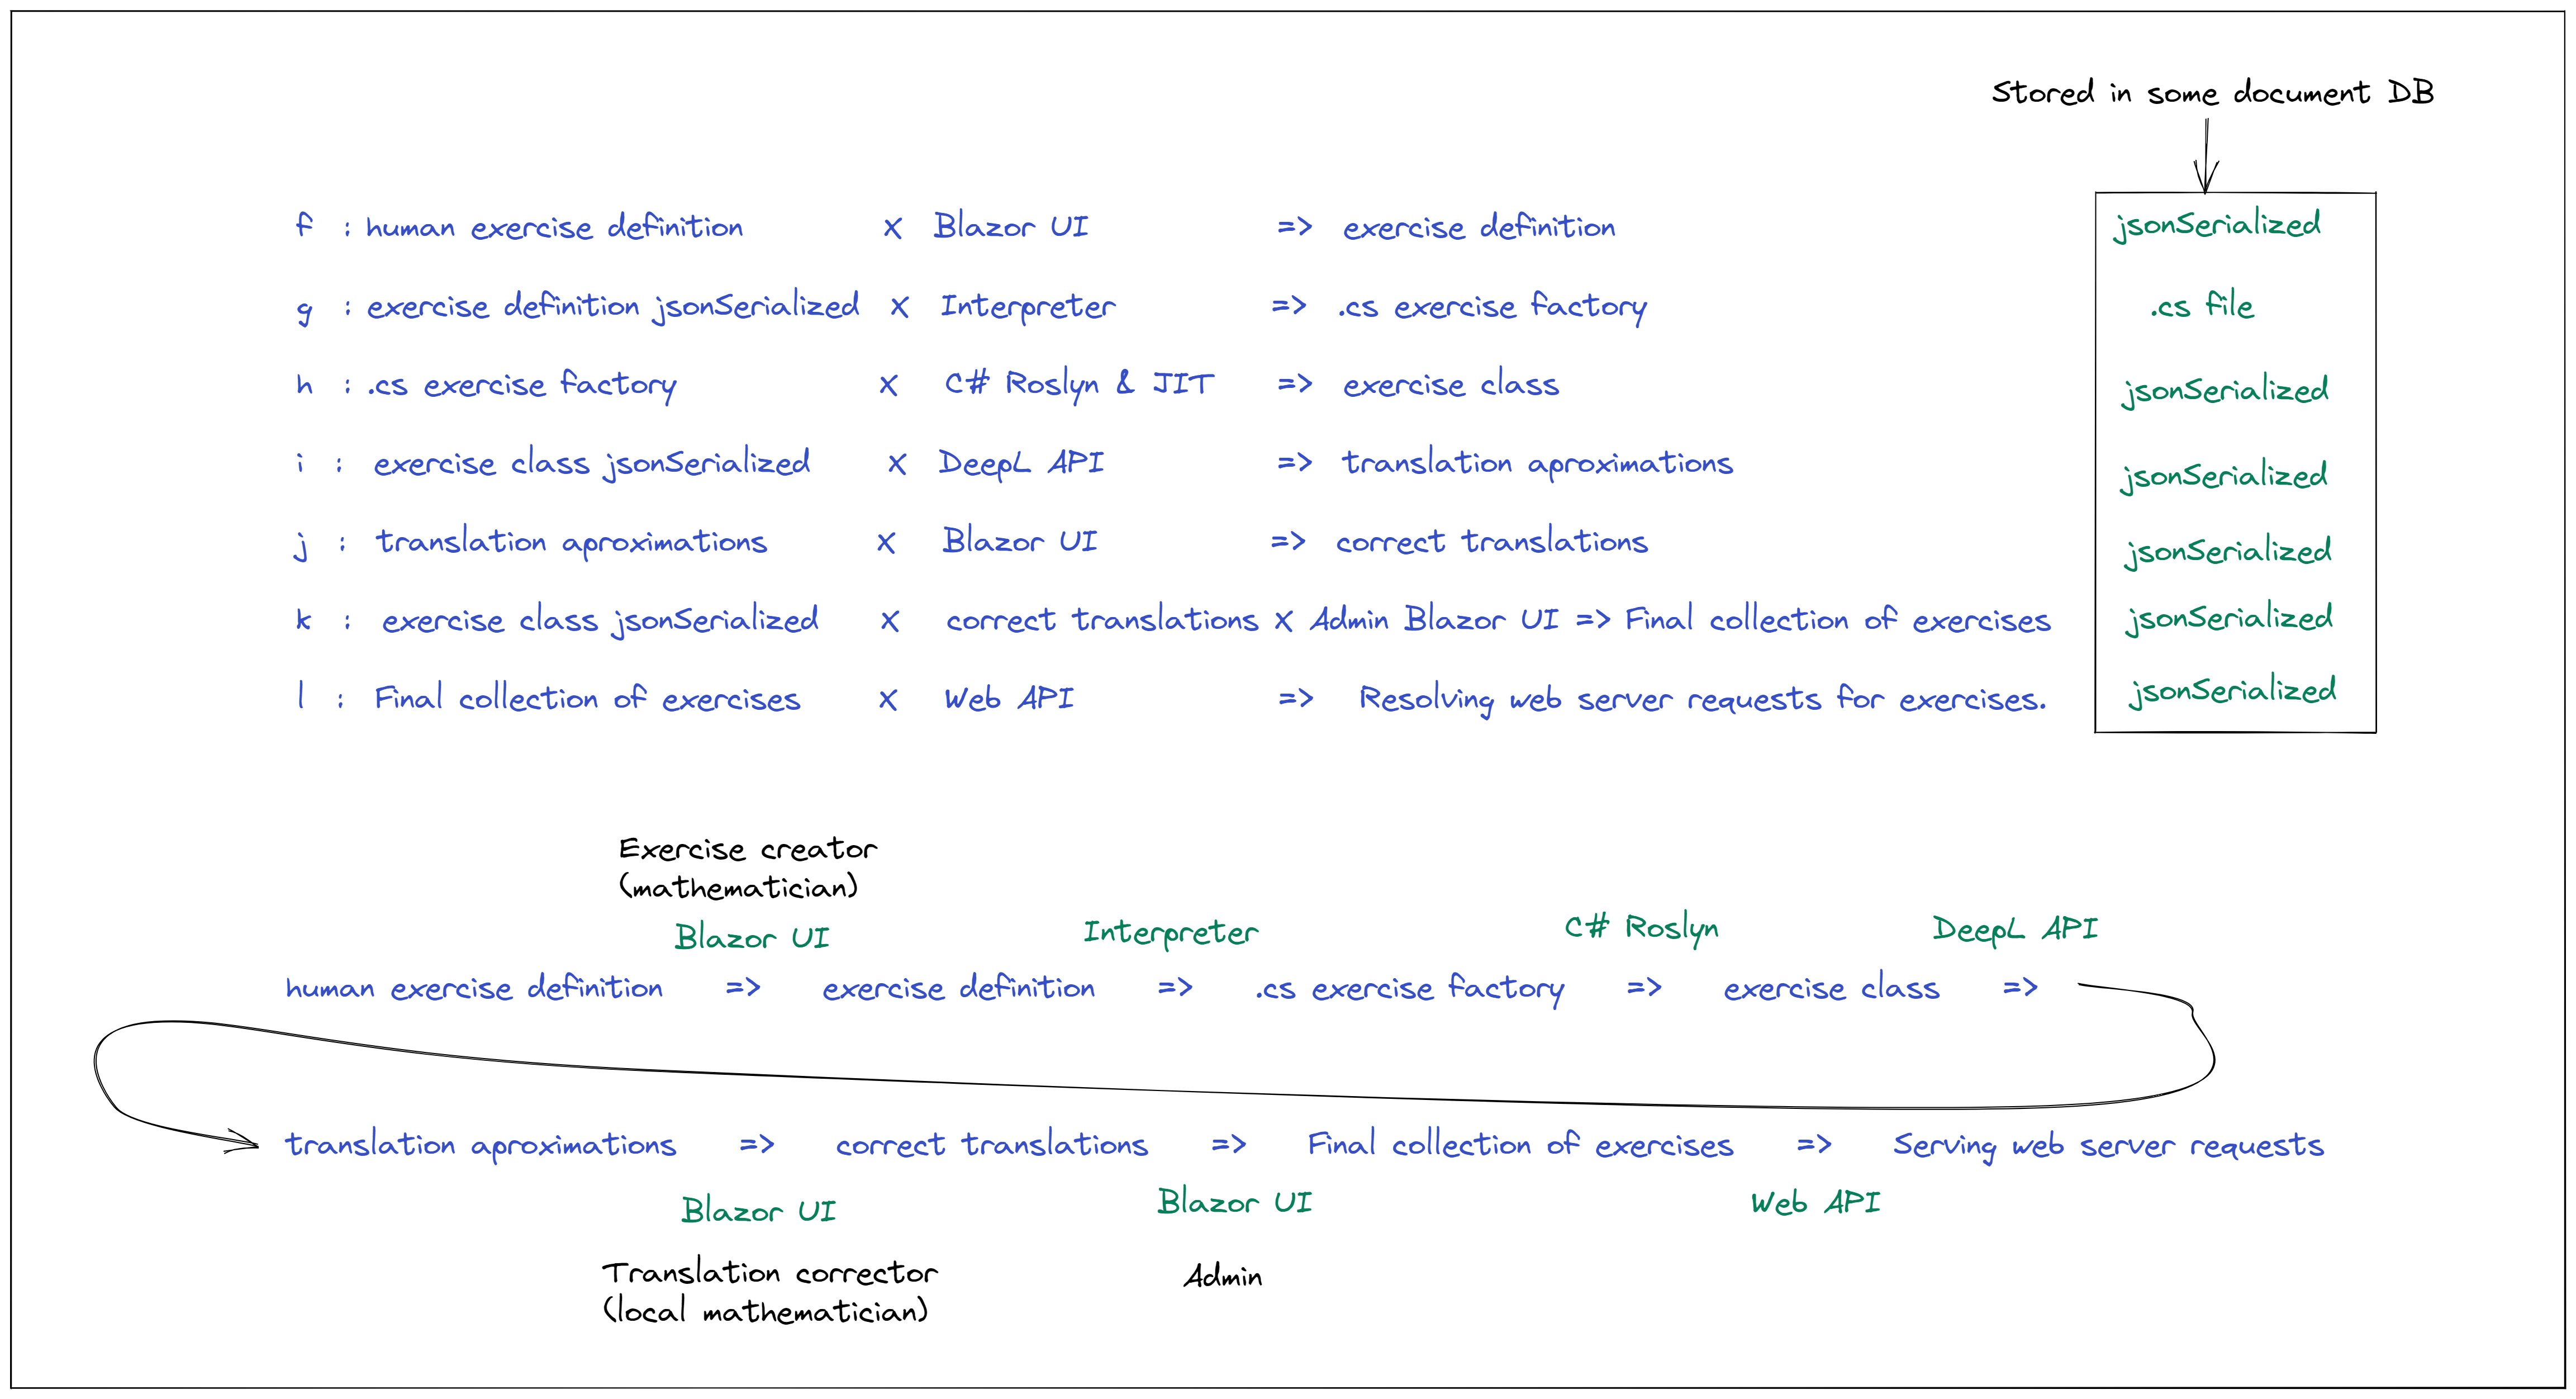 Stored in some document DB
f : human exercise definition x Blazor UI => exercise definition jsonSerialized
g : exercise definition jsonSerialized x Interpreter => .cs exercise factory .cs file
h : .cs exercise factory x C# Roslyn & JIT => exercise class jsonSerialized
i : exercise class jsonSerialized x DeepL API => translation aproximations jsonSerialized
j : translation aproximations x Blazor UI => correct translations jsonSerialized
k : exercise class jsonSerialized x correct translations x Admin Blazor UI => Final collection of exercises jsonSerialized
l : Final collection of exercises x Web API => Resolving web server requests for exercises. jsonSerialized
Exercise creator
(mathematician)
Blazor UI Interpreter C# Roslyn DeepL API
human exercise definition => exercise definition => .cs exercise factory => exercise class =>
translation aproximations => correct translations => Final collection of exercises => Serving web server requests
Blazor UI Blazor UI Web API
Translation corrector Admin
(local mathematician)